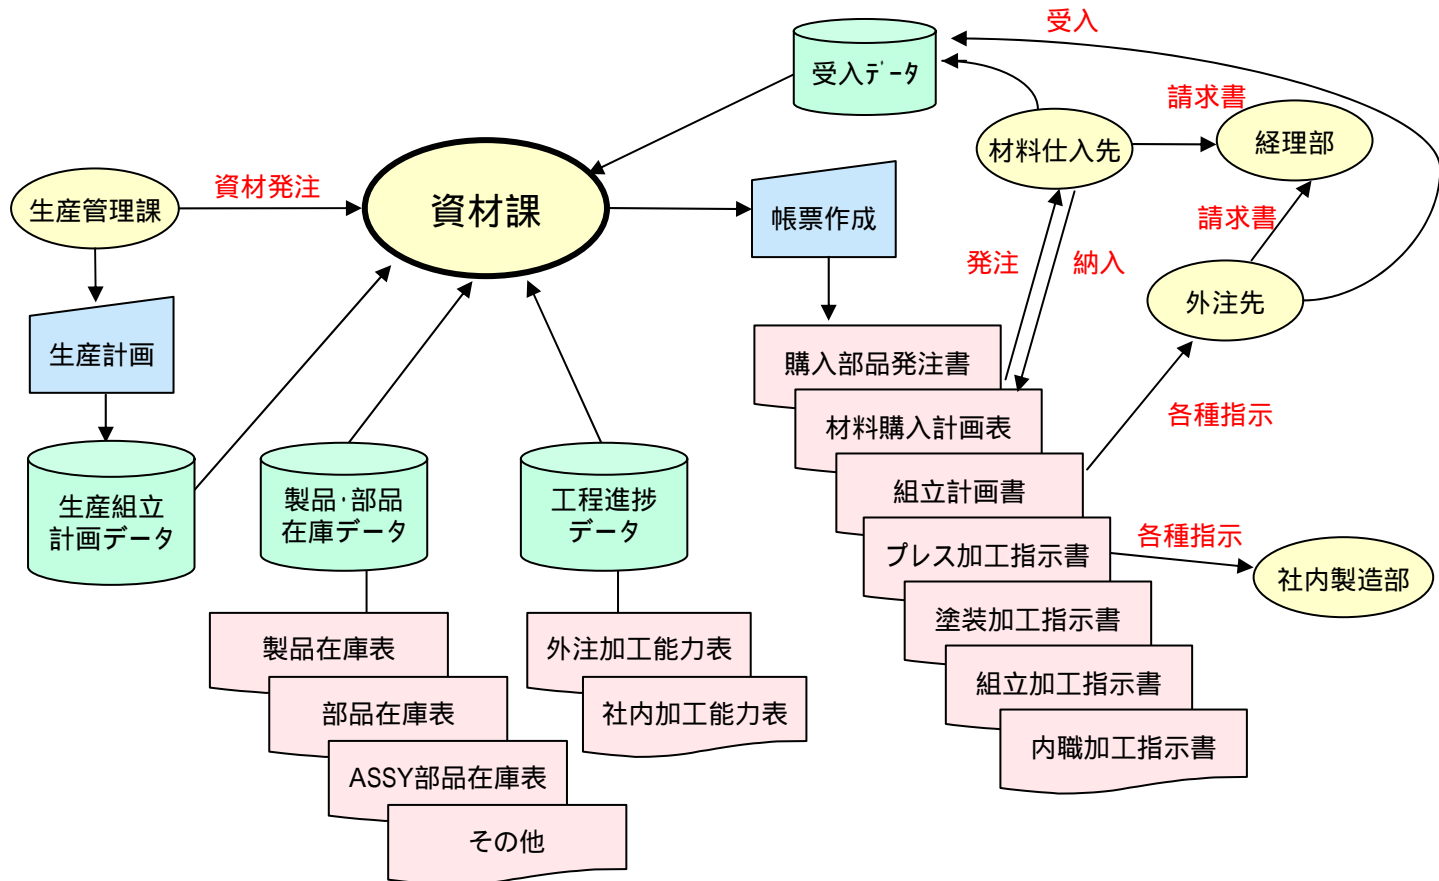 受入
受入ﾃﾞｰﾀ
請求書
材料仕入先
経理部
生産管理課
資材発注
資材課
帳票作成
請求書
発注
納入
外注先
生産計画
購入部品発注書
材料購入計画表
各種指示
組立計画書
生産組立
計画データ
製品･部品
在庫データ
工程進捗
データ
プレス加工指示書
各種指示
社内製造部
塗装加工指示書
製品在庫表
外注加工能力表
組立加工指示書
部品在庫表
社内加工能力表
内職加工指示書
ASSY部品在庫表
その他